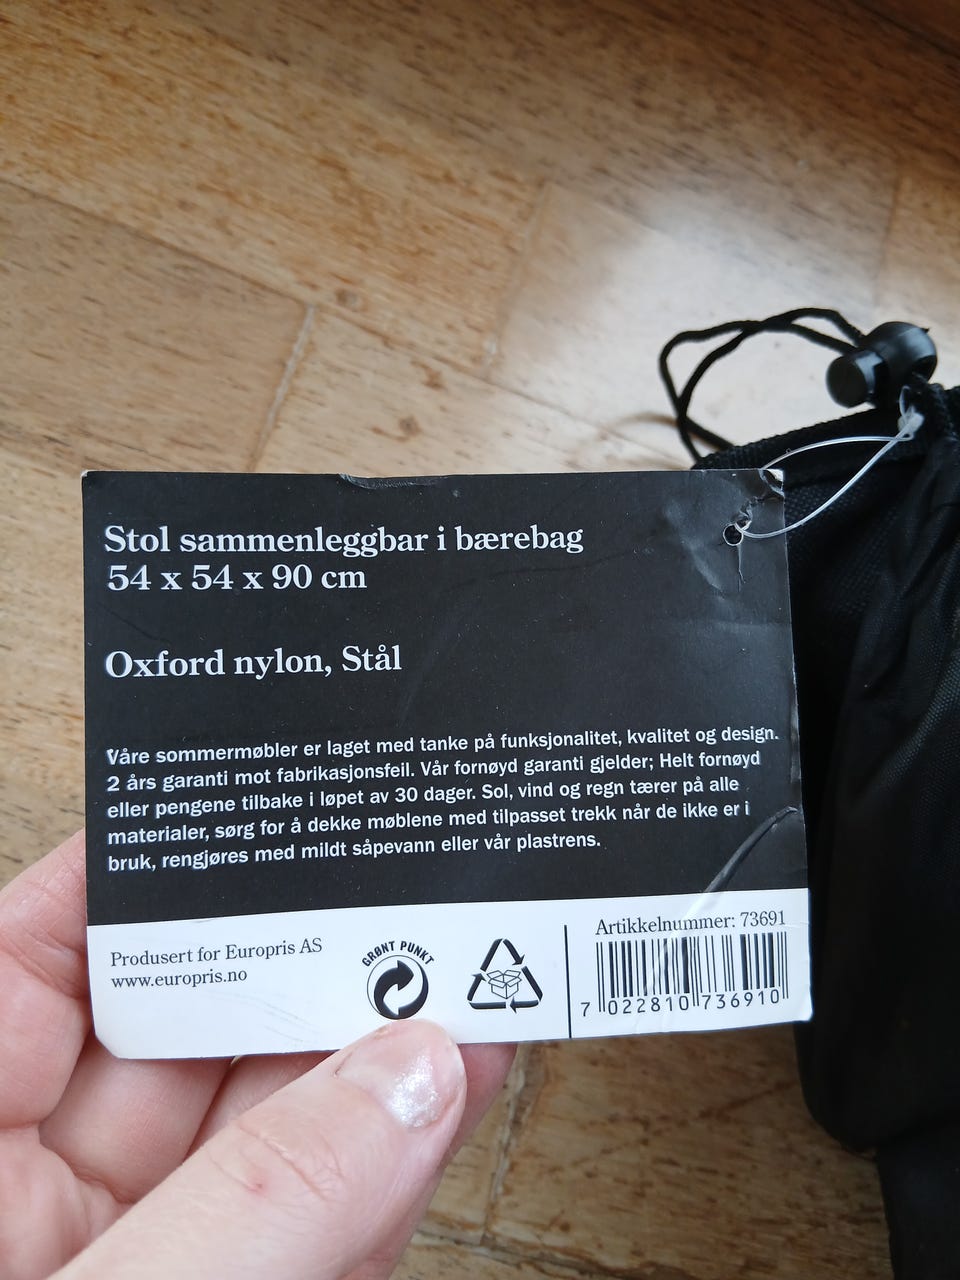 Stol sammenleggbar i bærebag
54 x 54 x 90 cm
Oxford nylon, Stål
Våre sommermøbler er laget med tanke på funksjonalitet, kvalitet og design.
2 års garanti mot fabrikasjonsfeil. Vår fornøyd garanti gjelder; Helt fornøyd
eller pengene tilbake i løpet av 30 dager. Sol, vind og regn tærer på alle
materialer, sørg for å dekke møblene med tilpasset trekk når de ikke er i
bruk, rengjøres med mildt såpevann eller vår plastrens.
Produsert for Europris AS
www.europris.no
GRØNT PUNKT
Artikkelnummer: 73691
7 022810 736910